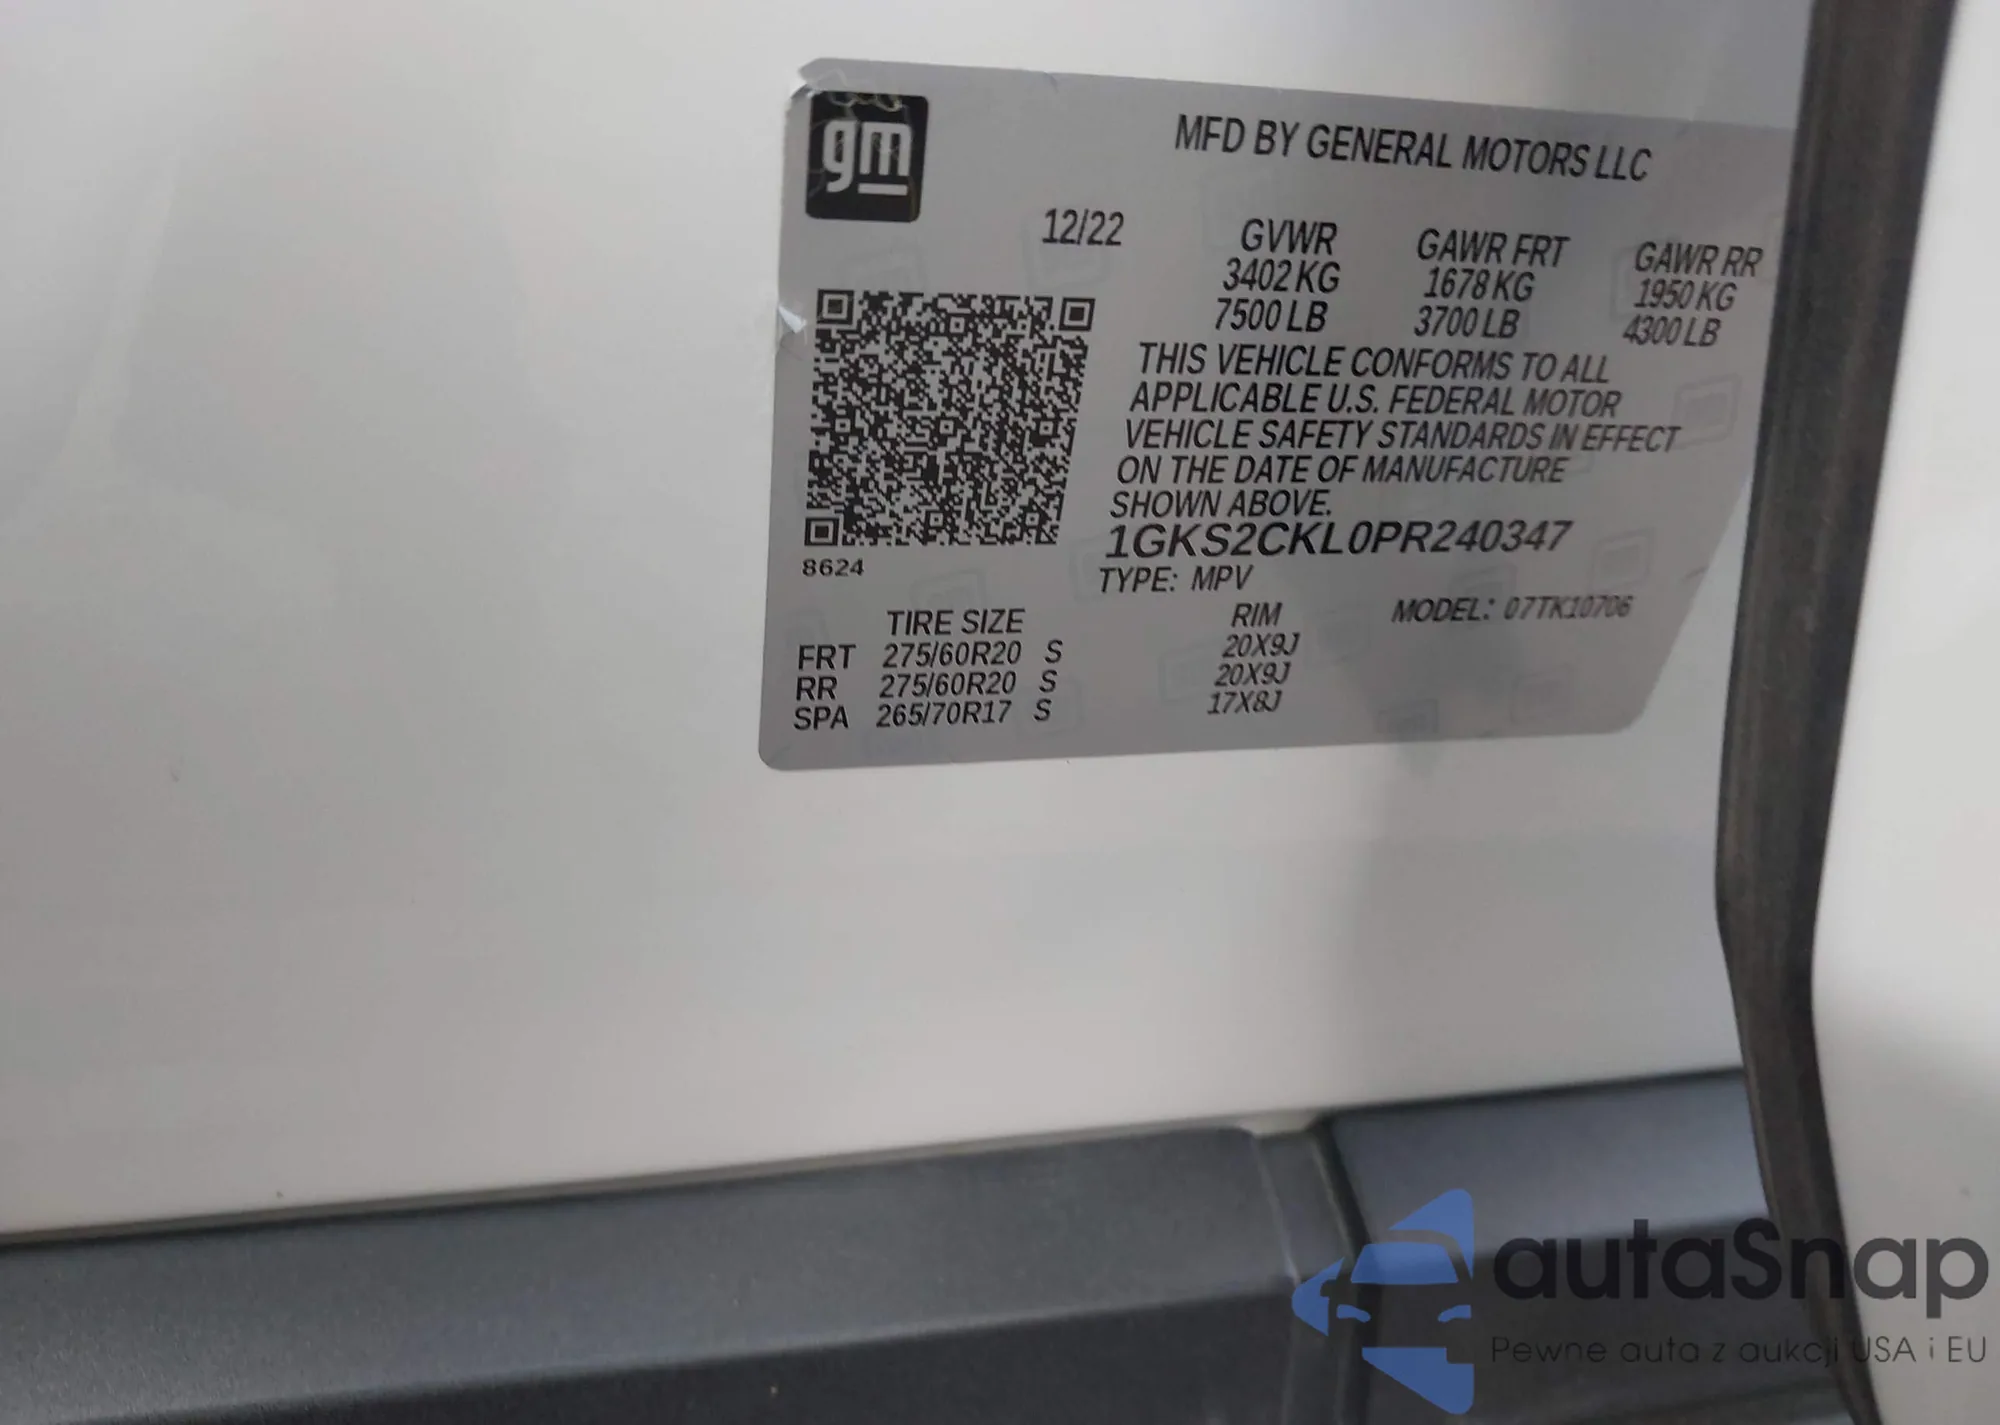 gm
MFD BY GENERAL MOTORS LLC
12/22 GVWR GAWR FRT GAWR RR
3402 KG 1678 KG 1950 KG
7500 LB 3700 LB 4300 LB
THIS VEHICLE CONFORMS TO ALL
APPLICABLE U.S. FEDERAL MOTOR
VEHICLE SAFETY STANDARDS IN EFFECT
ON THE DATE OF MANUFACTURE
SHOWN ABOVE.
1GKS2CKL0PR240347
8624
TYPE: MPV
MODEL: 07TK10706
TIRE SIZE RIM
FRT 275/60R20 S 20X9J
RR 275/60R20 S 20X9J
SPA 265/70R17 S 17X8J
autaSnap
Pewne auta z aukcji USA i EU